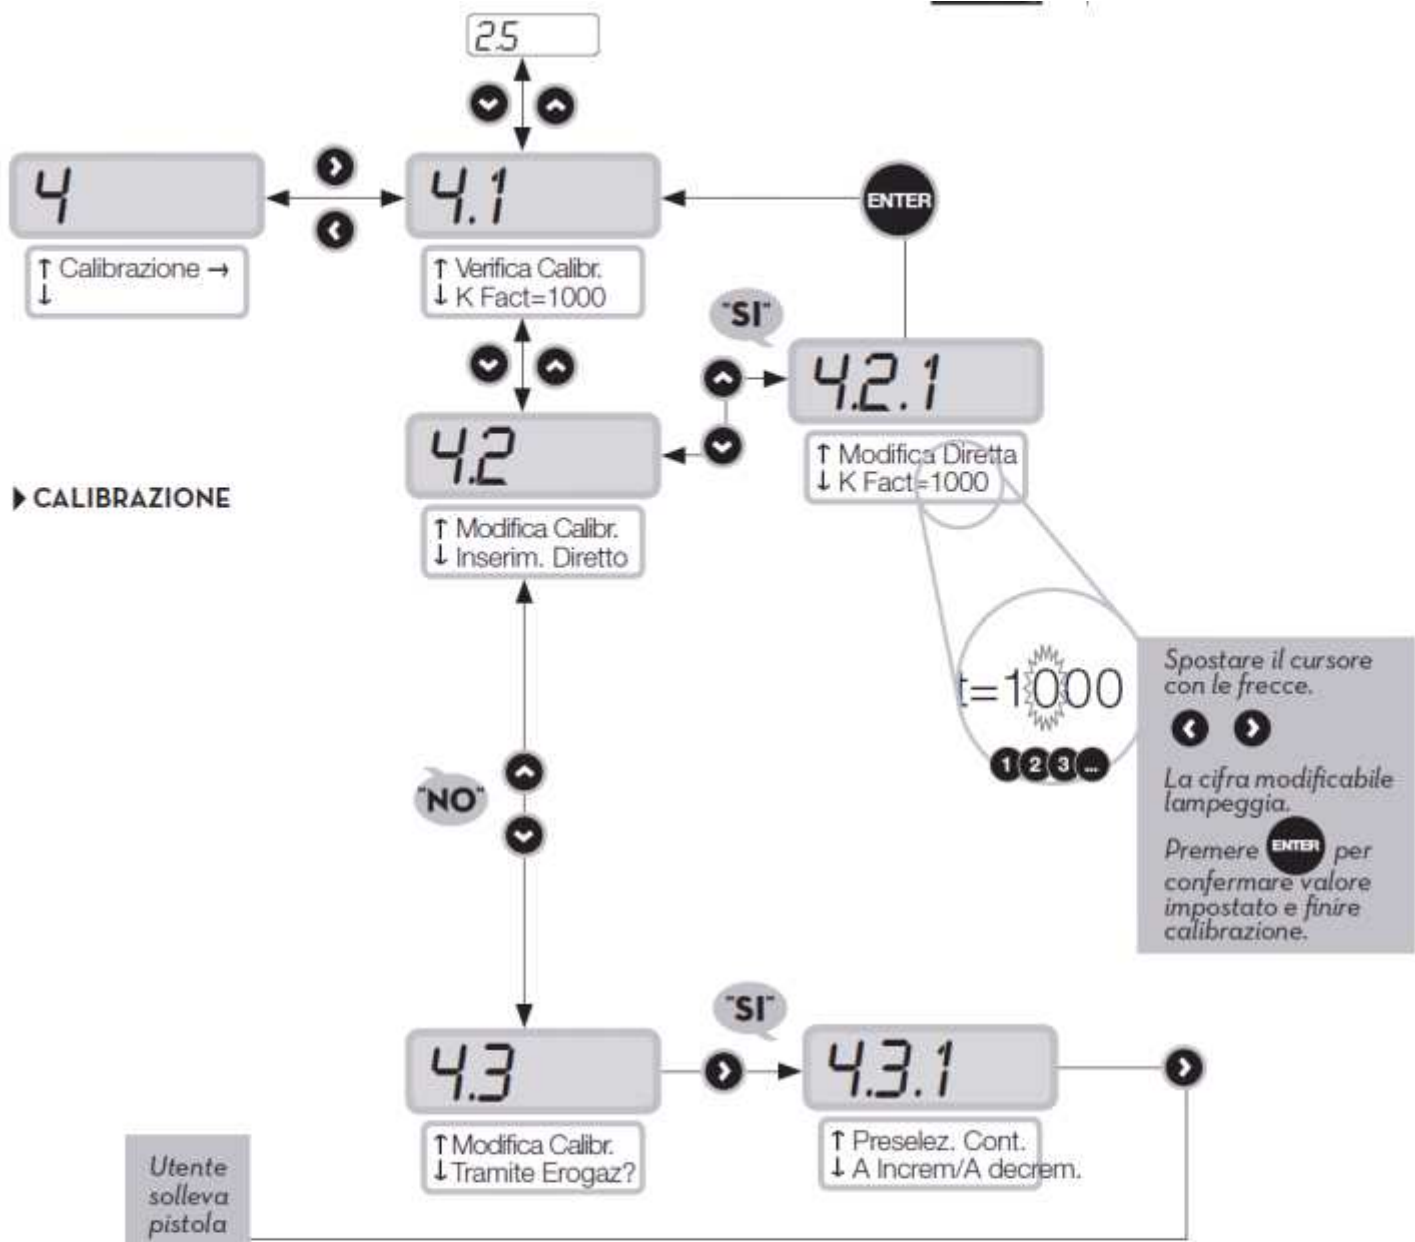 2.5
4
4.1
ENTER
↑ Calibrazione →
↓
↑ Verifica Calibr.
↓ K Fact=1000
"SI"
4.2.1
4.2
↑ Modifica Diretta
↓ K Fact=1000
CALIBRAZIONE
↑ Modifica Calibr.
↓ Inserim. Diretto
t=1000
1 2 3 ...
Spostare il cursore
con le frecce.
La cifra modificabile
lampeggia.
Premere ENTER per
confermare valore
impostato e finire
calibrazione.
"NO"
"SI"
4.3
4.3.1
↑ Modifica Calibr.
↓ Tramite Erogaz?
↑ Preselez. Cont.
↓ A Increm/A decrem.
Utente
solleva
pistola